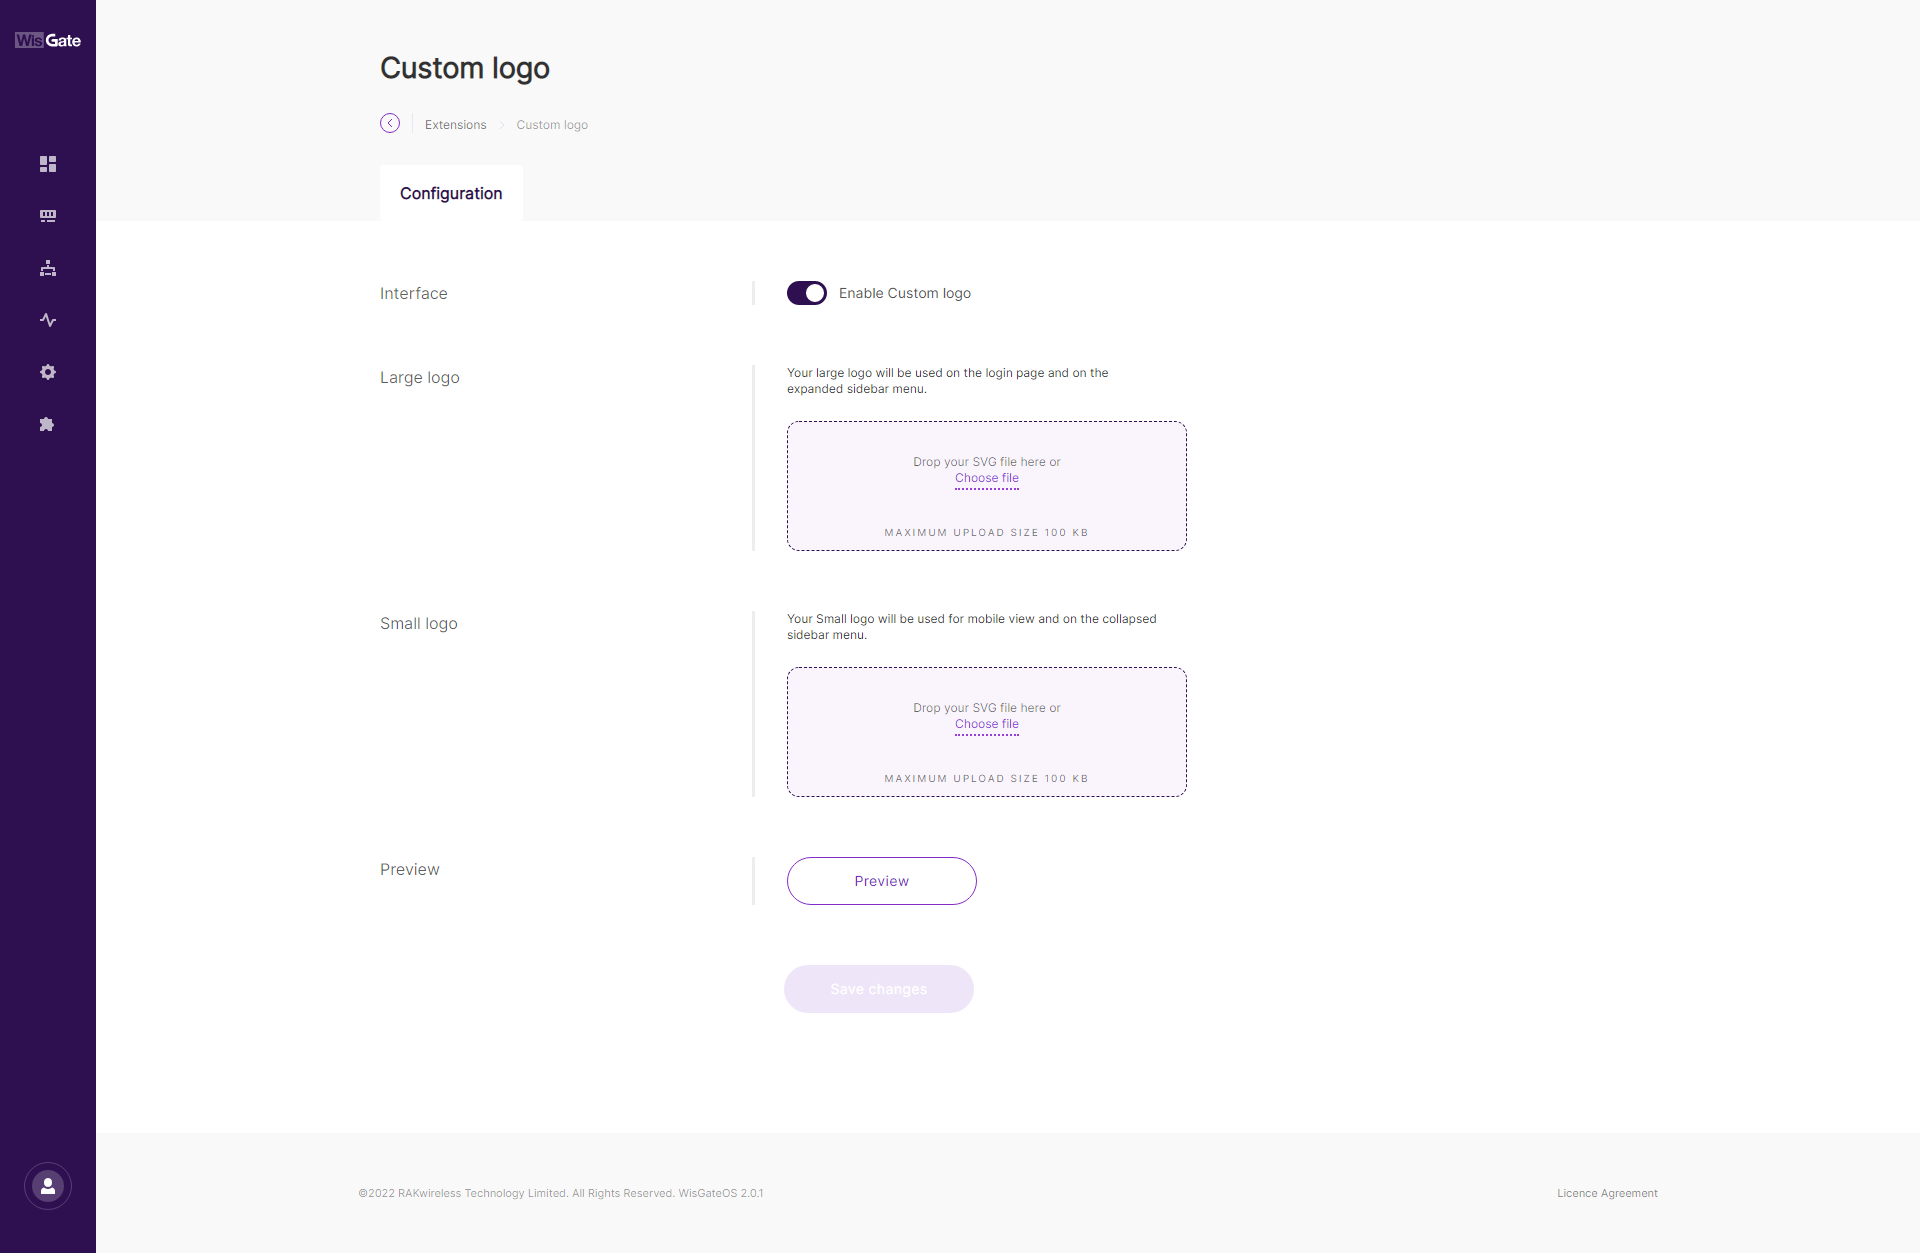 WisGate
Custom logo
Extensions
Custom logo
Configuration
Interface
Enable Custom logo
Large logo
Your large logo will be used on the login page and on the
expanded sidebar menu.
Drop your SVG file here or
Choose file
MAXIMUM UPLOAD SIZE 100 KB
Small logo
Your Small logo will be used for mobile view and on the collapsed
sidebar menu.
Drop your SVG file here or
Choose file
MAXIMUM UPLOAD SIZE 100 KB
Preview
Preview
Save changes
©2022 RAKwireless Technology Limited. All Rights Reserved. WisGateOS 2.0.1
Licence Agreement